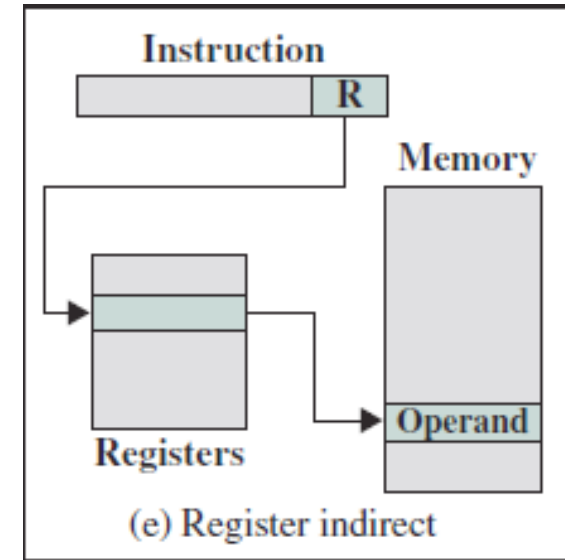 Instruction
R
Memory
Operand
Registers
(e) Register indirect